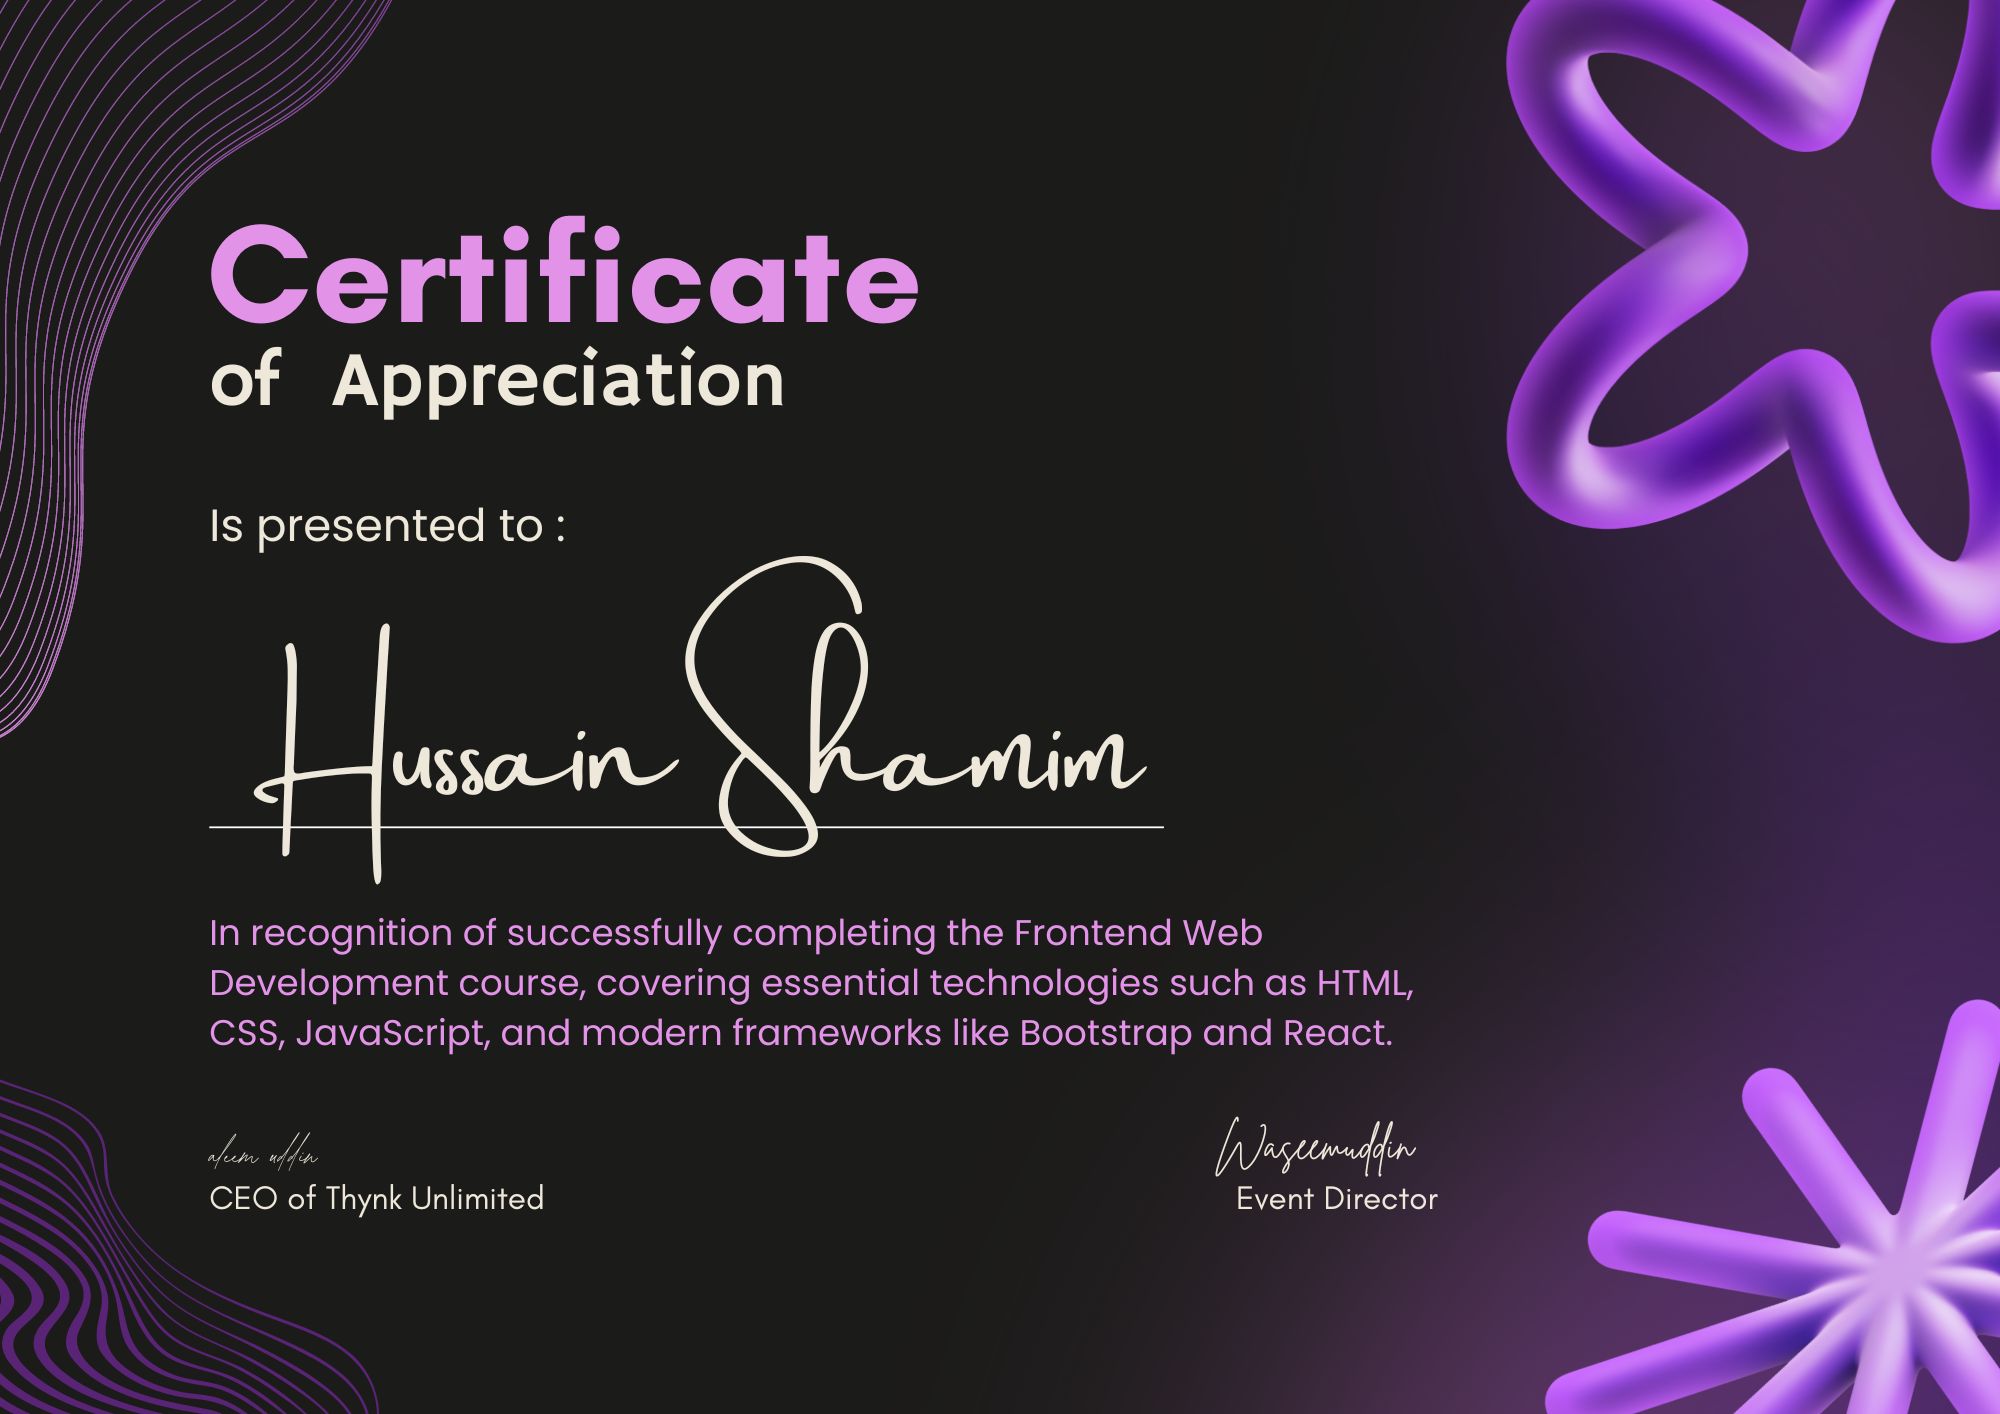 Certificate
of Appreciation
Is presented to :
Hussain Shamim
In recognition of successfully completing the Frontend Web
Development course, covering essential technologies such as HTML,
CSS, JavaScript, and modern frameworks like Bootstrap and React.
aleem uddin
CEO of Thynk Unlimited
Waseemuddin
Event Director